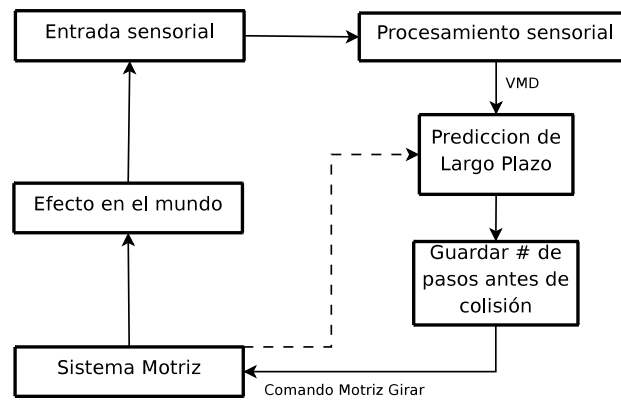 Entrada sensorial
Procesamiento sensorial
VMD
Prediccion de
Largo Plazo
Efecto en el mundo
Guardar # de
pasos antes de
colisión
Sistema Motriz
Comando Motriz Girar